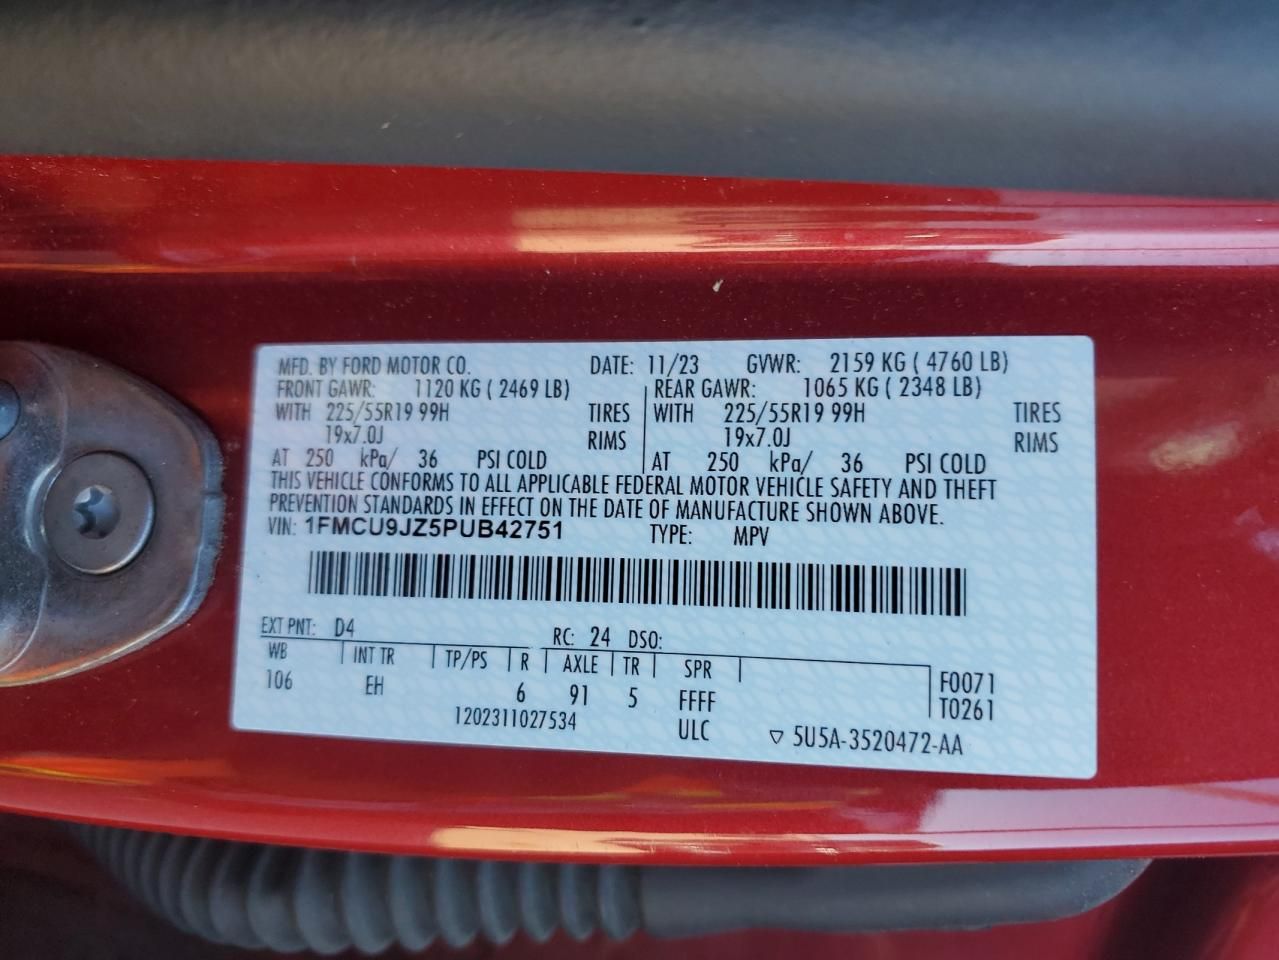 MFD. BY FORD MOTOR CO. DATE: 11/23 GVWR: 2159 KG ( 4760 LB)
FRONT GAWR: 1120 KG ( 2469 LB) REAR GAWR: 1065 KG ( 2348 LB)
WITH 225/55R19 99H TIRES WITH 225/55R19 99H TIRES
19x7.0J RIMS 19x7.0J RIMS
AT 250 kPa/ 36 PSI COLD AT 250 kPa/ 36 PSI COLD
THIS VEHICLE CONFORMS TO ALL APPLICABLE FEDERAL MOTOR VEHICLE SAFETY AND THEFT
PREVENTION STANDARDS IN EFFECT ON THE DATE OF MANUFACTURE SHOWN ABOVE.
VIN: 1FMCU9JZ5PUB42751 TYPE: MPV
EXT PNT: D4 RC: 24 DSO:
WB INT TR TP/PS R AXLE TR SPR F0071
106 EH 6 91 5 FFFF T0261
1202311027534 ULC ▽ 5U5A-3520472-AA